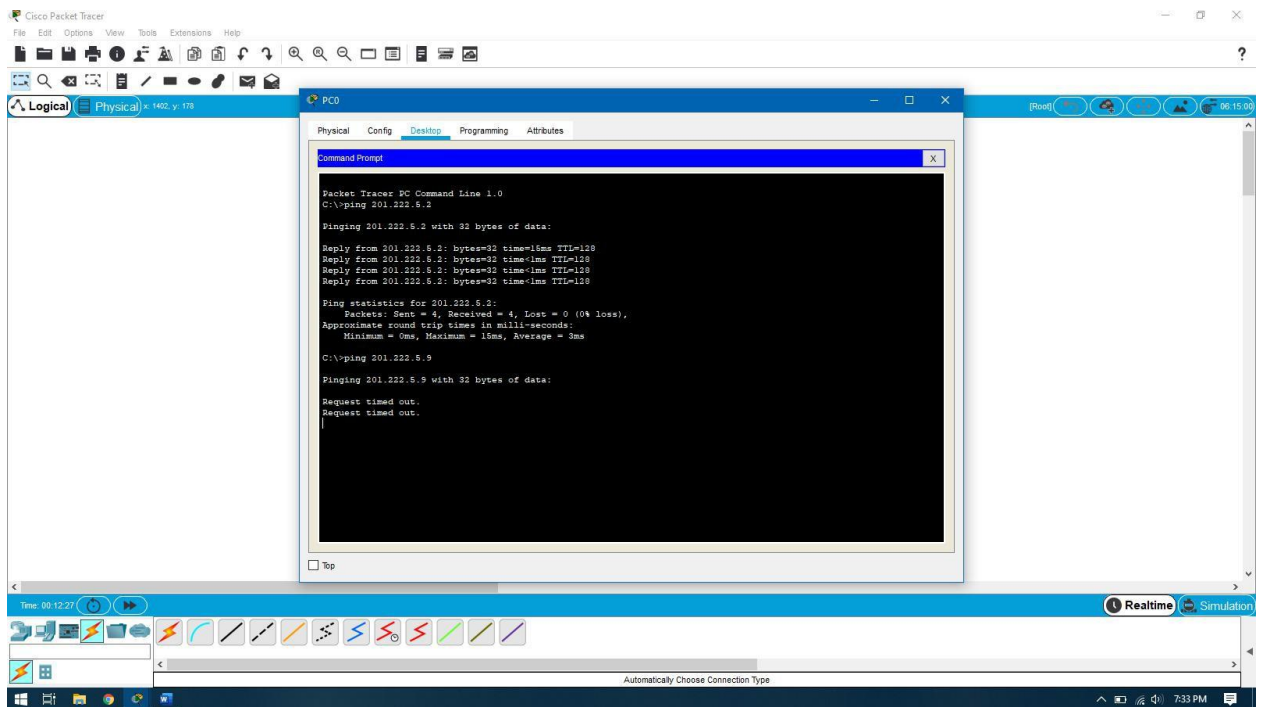 Cisco Packet Tracer
File Edit Options View Tools Extensions Help
?
Logical Physical x: 1402, y: 178
[Root] 06:15:00
PC0
Physical Config Desktop Programming Attributes
Command Prompt X
Packet Tracer PC Command Line 1.0
C:\>ping 201.222.5.2
Pinging 201.222.5.2 with 32 bytes of data:
Reply from 201.222.5.2: bytes=32 time=15ms TTL=128
Reply from 201.222.5.2: bytes=32 time<1ms TTL=128
Reply from 201.222.5.2: bytes=32 time<1ms TTL=128
Reply from 201.222.5.2: bytes=32 time<1ms TTL=128
Ping statistics for 201.222.5.2:
Packets: Sent = 4, Received = 4, Lost = 0 (0% loss),
Approximate round trip times in milli-seconds:
Minimum = 0ms, Maximum = 15ms, Average = 3ms
C:\>ping 201.222.5.9
Pinging 201.222.5.9 with 32 bytes of data:
Request timed out.
Request timed out.
Top
Time: 00:12:27
Realtime Simulation
Automatically Choose Connection Type
7:33 PM